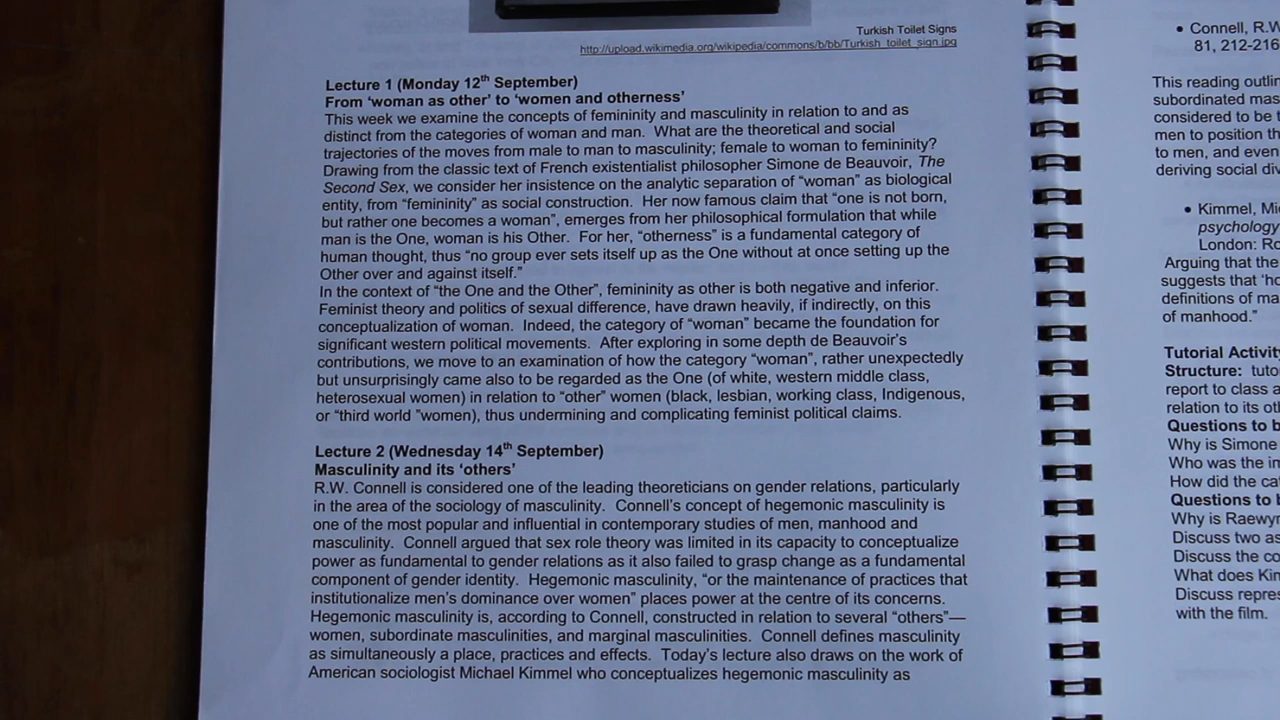 Turkish Toilet Signs
http://upload.wikimedia.org/wikipedia/commons/b/bb/Turkish_toilet_sign.jpg
Lecture 1 (Monday 12th September)
From ‘woman as other’ to ‘women and otherness’
This week we examine the concepts of femininity and masculinity in relation to and as
distinct from the categories of woman and man. What are the theoretical and social
trajectories of the moves from male to man to masculinity; female to woman to femininity?
Drawing from the classic text of French existentialist philosopher Simone de Beauvoir, The
Second Sex, we consider her insistence on the analytic separation of “woman” as biological
entity, from “femininity” as social construction. Her now famous claim that “one is not born,
but rather one becomes a woman”, emerges from her philosophical formulation that while
man is the One, woman is his Other. For her, “otherness” is a fundamental category of
human thought, thus “no group ever sets itself up as the One without at once setting up the
Other over and against itself.”
In the context of “the One and the Other”, femininity as other is both negative and inferior.
Feminist theory and politics of sexual difference, have drawn heavily, if indirectly, on this
conceptualization of woman. Indeed, the category of “woman” became the foundation for
significant western political movements. After exploring in some depth de Beauvoir’s
contributions, we move to an examination of how the category “woman”, rather unexpectedly
but unsurprisingly came also to be regarded as the One (of white, western middle class,
heterosexual women) in relation to “other” women (black, lesbian, working class, Indigenous,
or “third world ”women), thus undermining and complicating feminist political claims.
Lecture 2 (Wednesday 14th September)
Masculinity and its ‘others’
R.W. Connell is considered one of the leading theoreticians on gender relations, particularly
in the area of the sociology of masculinity. Connell’s concept of hegemonic masculinity is
one of the most popular and influential in contemporary studies of men, manhood and
masculinity. Connell argued that sex role theory was limited in its capacity to conceptualize
power as fundamental to gender relations as it also failed to grasp change as a fundamental
component of gender identity. Hegemonic masculinity, “or the maintenance of practices that
institutionalize men’s dominance over women” places power at the centre of its concerns.
Hegemonic masculinity is, according to Connell, constructed in relation to several “others”—
women, subordinate masculinities, and marginal masculinities. Connell defines masculinity
as simultaneously a place, practices and effects. Today’s lecture also draws on the work of
American sociologist Michael Kimmel who conceptualizes hegemonic masculinity as
• Connell, R.W
81, 212-216
This reading outlin
subordinated mas
considered to be t
men to position th
to men, and even
deriving social div
• Kimmel, Mi
psychology
London: Ro
Arguing that the
suggests that ‘ho
definitions of ma
of manhood.”
Tutorial Activity
Structure: tuto
report to class a
relation to its oth
Questions to b
Why is Simone
Who was the in
How did the cat
Questions to b
Why is Raewyn
Discuss two as
Discuss the co
What does Kin
Discuss repres
with the film.